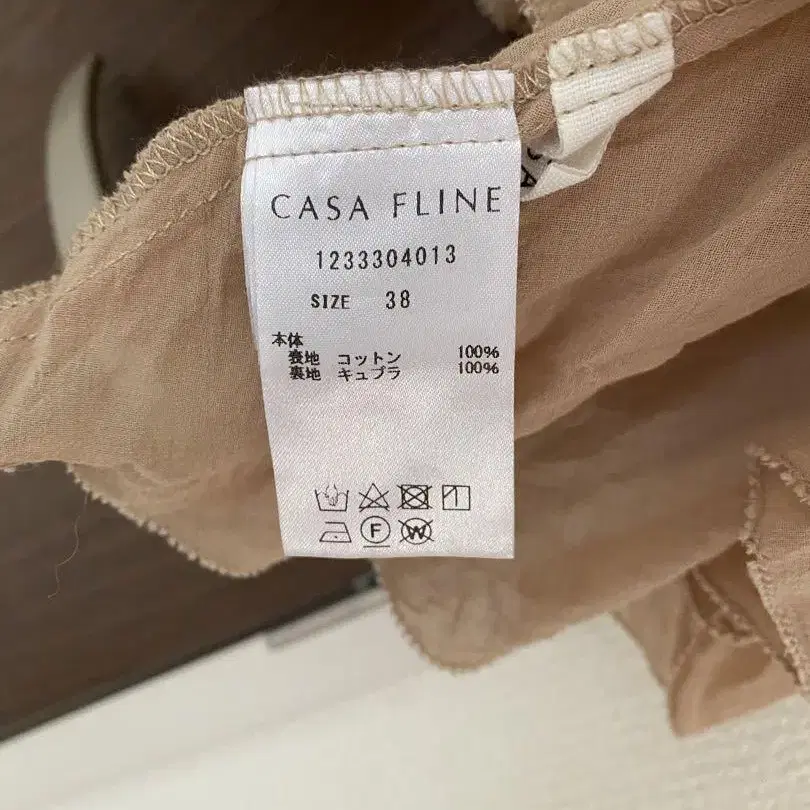 CASA FLINE
1233304013
SIZE 38
本体
表地 コットン 100%
裏地 キュプラ 100%
F
W